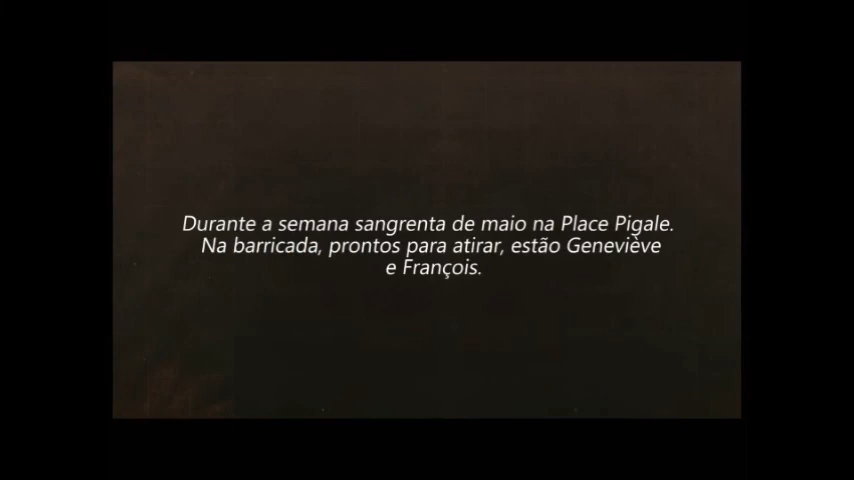 Durante a semana sangrenta de maio na Place Pigale.
Na barricada, prontos para atirar, estão Geneviève
e François.